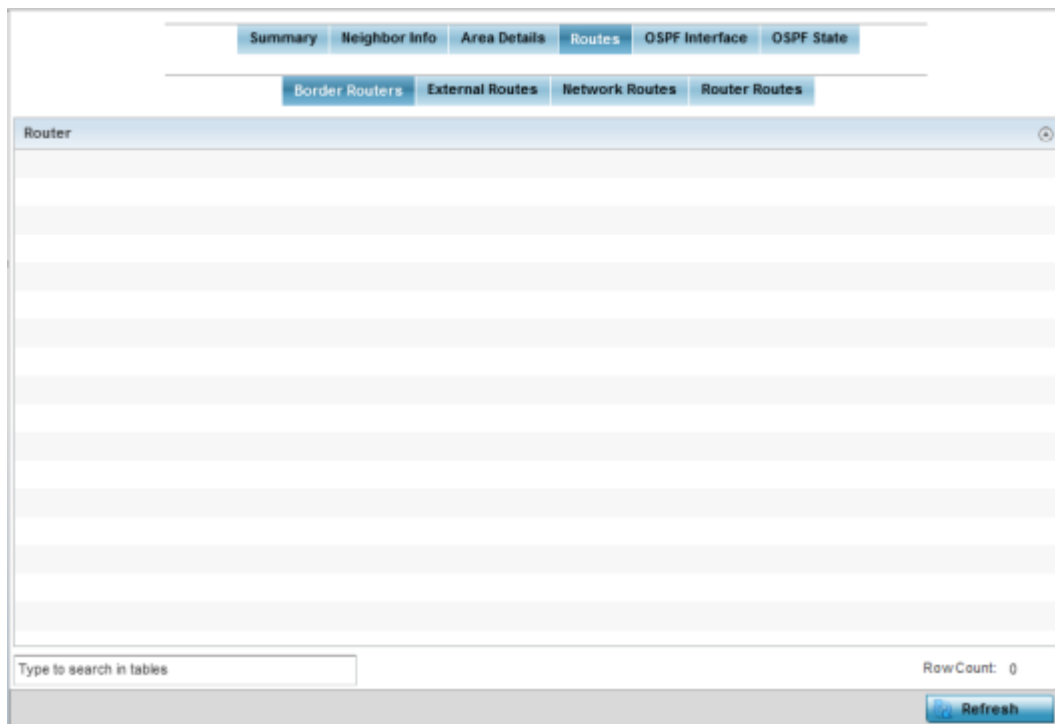 Summary Neighbor Info Area Details Routes OSPF Interface OSPF State
Border Routers External Routes Network Routes Router Routes
Router
Type to search in tables Row Count: 0
Refresh